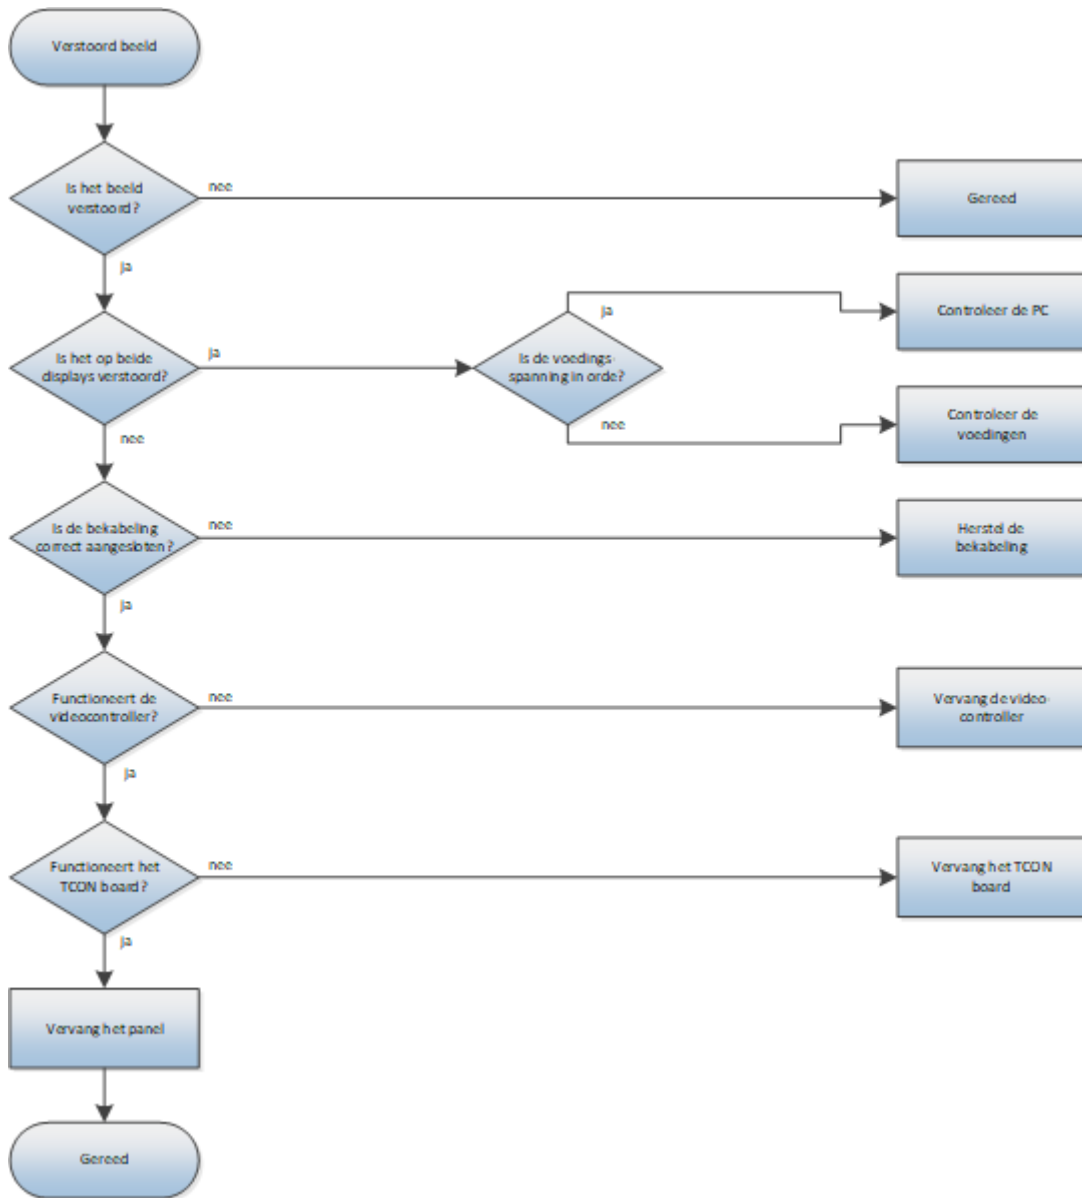 Verstoord beeld
Is het beeld
verstoord?
nee
Gereed
ja
Is het op beide
displays verstoord?
ja
Is de voedings-
spanning in orde?
ja
Controleer de PC
nee
Controleer de
voedingen
nee
Is de bekabeling
correct aangesloten?
nee
Herstel de
bekabeling
ja
Functioneert de
videocontroller?
nee
Vervang de video-
controller
ja
Functioneert het
TCON board?
nee
Vervang het TCON
board
ja
Vervang het panel
Gereed